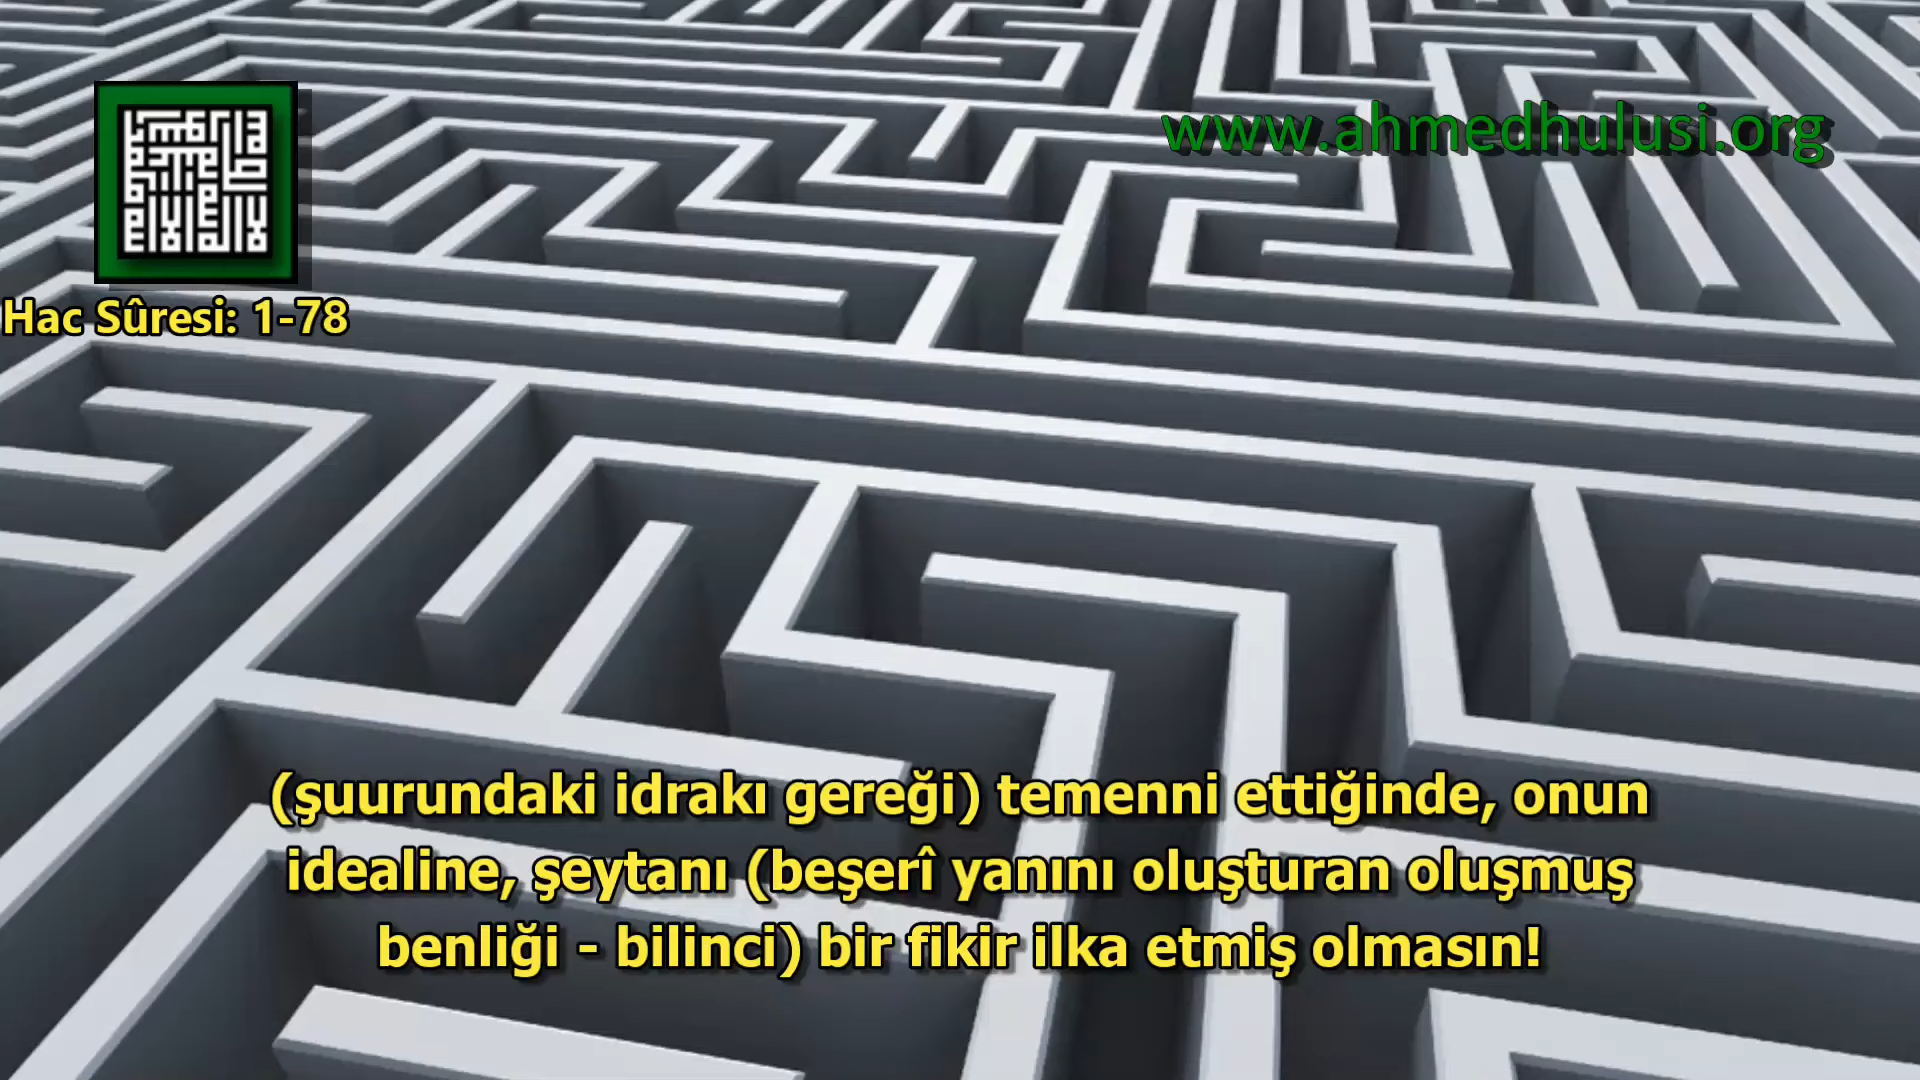 www.ahmedhulusi.org
Hac Sûresi: 1-78
(şuurundaki idrakı gereği) temenni ettiğinde, onun
idealine, şeytanı (beşerî yanını oluşturan oluşmuş
benliği - bilinci) bir fikir ilka etmiş olmasın!